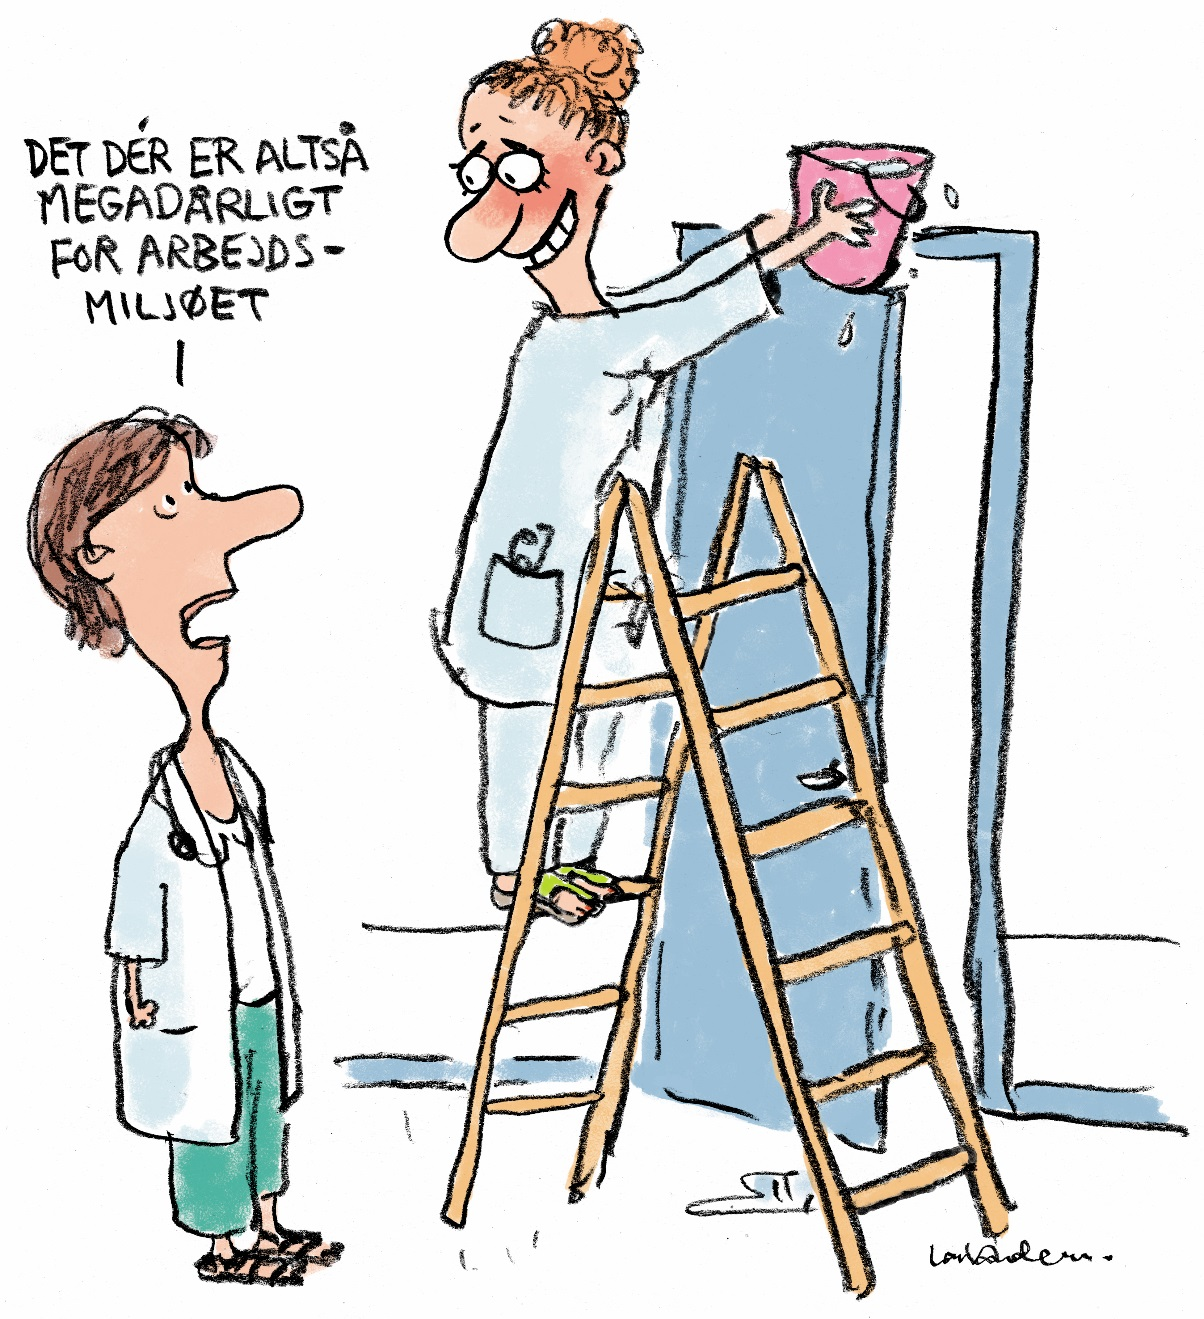 DET DÉR ER ALTSÅ
MEGADÅRLIGT
FOR ARBEJDS-
MILJØET